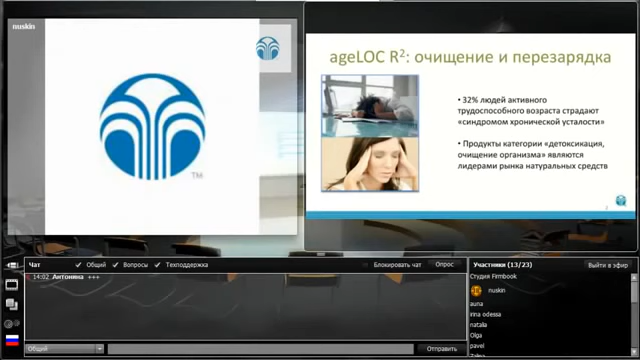 nuskin
TM
ageLOC R²: очищение и перезарядка
• 32% людей активного
трудоспособного возраста страдают
«синдромом хронической усталости»
• Продукты категории «детоксикация,
очищение организма» являются
лидерами рынка натуральных средств
Чат
Общий
Вопросы
Техподдержка
Блокировать чат
Опрос
14:02 Антоняна +++
Общий
Отправить
Участники (13/23)
Выйти в эфир
Студия Firmbook
nuskin
auna
irina odessa
natalia
Olga
pavel